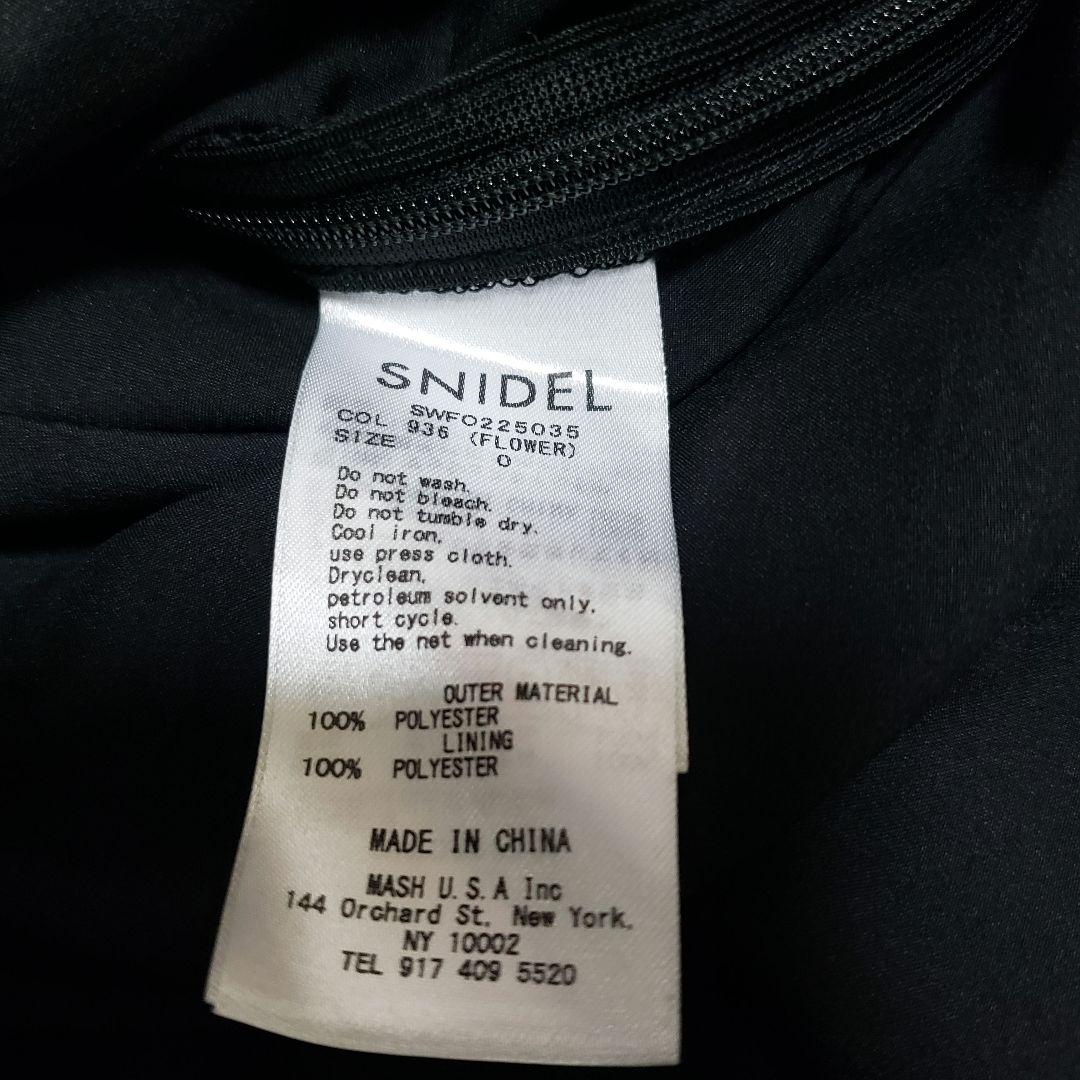 SNIDEL
SWFO225035
COL 936 (FLOWER)
SIZE 0
Do not wash.
Do not bleach.
Do not tumble dry.
Cool iron,
use press cloth.
Dryclean,
petroleum solvent only,
short cycle.
Use the net when cleaning.
OUTER MATERIAL
100% POLYESTER
LINING
100% POLYESTER
MADE IN CHINA
MASH U.S.A Inc
144 Orchard St. New York.
NY 10002
TEL 917 409 5520